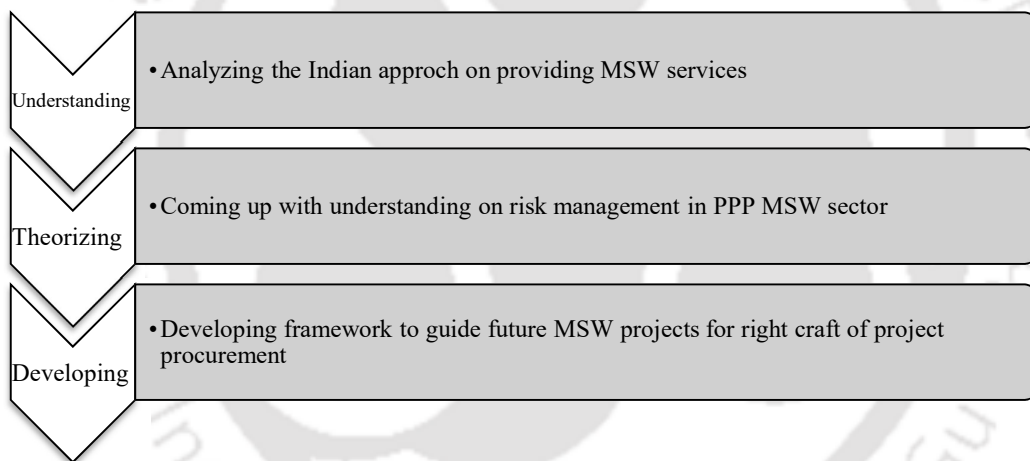 Understanding
•Analyzing the Indian approch on providing MSW services
Theorizing
•Coming up with understanding on risk management in PPP MSW sector
Developing
•Developing framework to guide future MSW projects for right craft of project
procurement